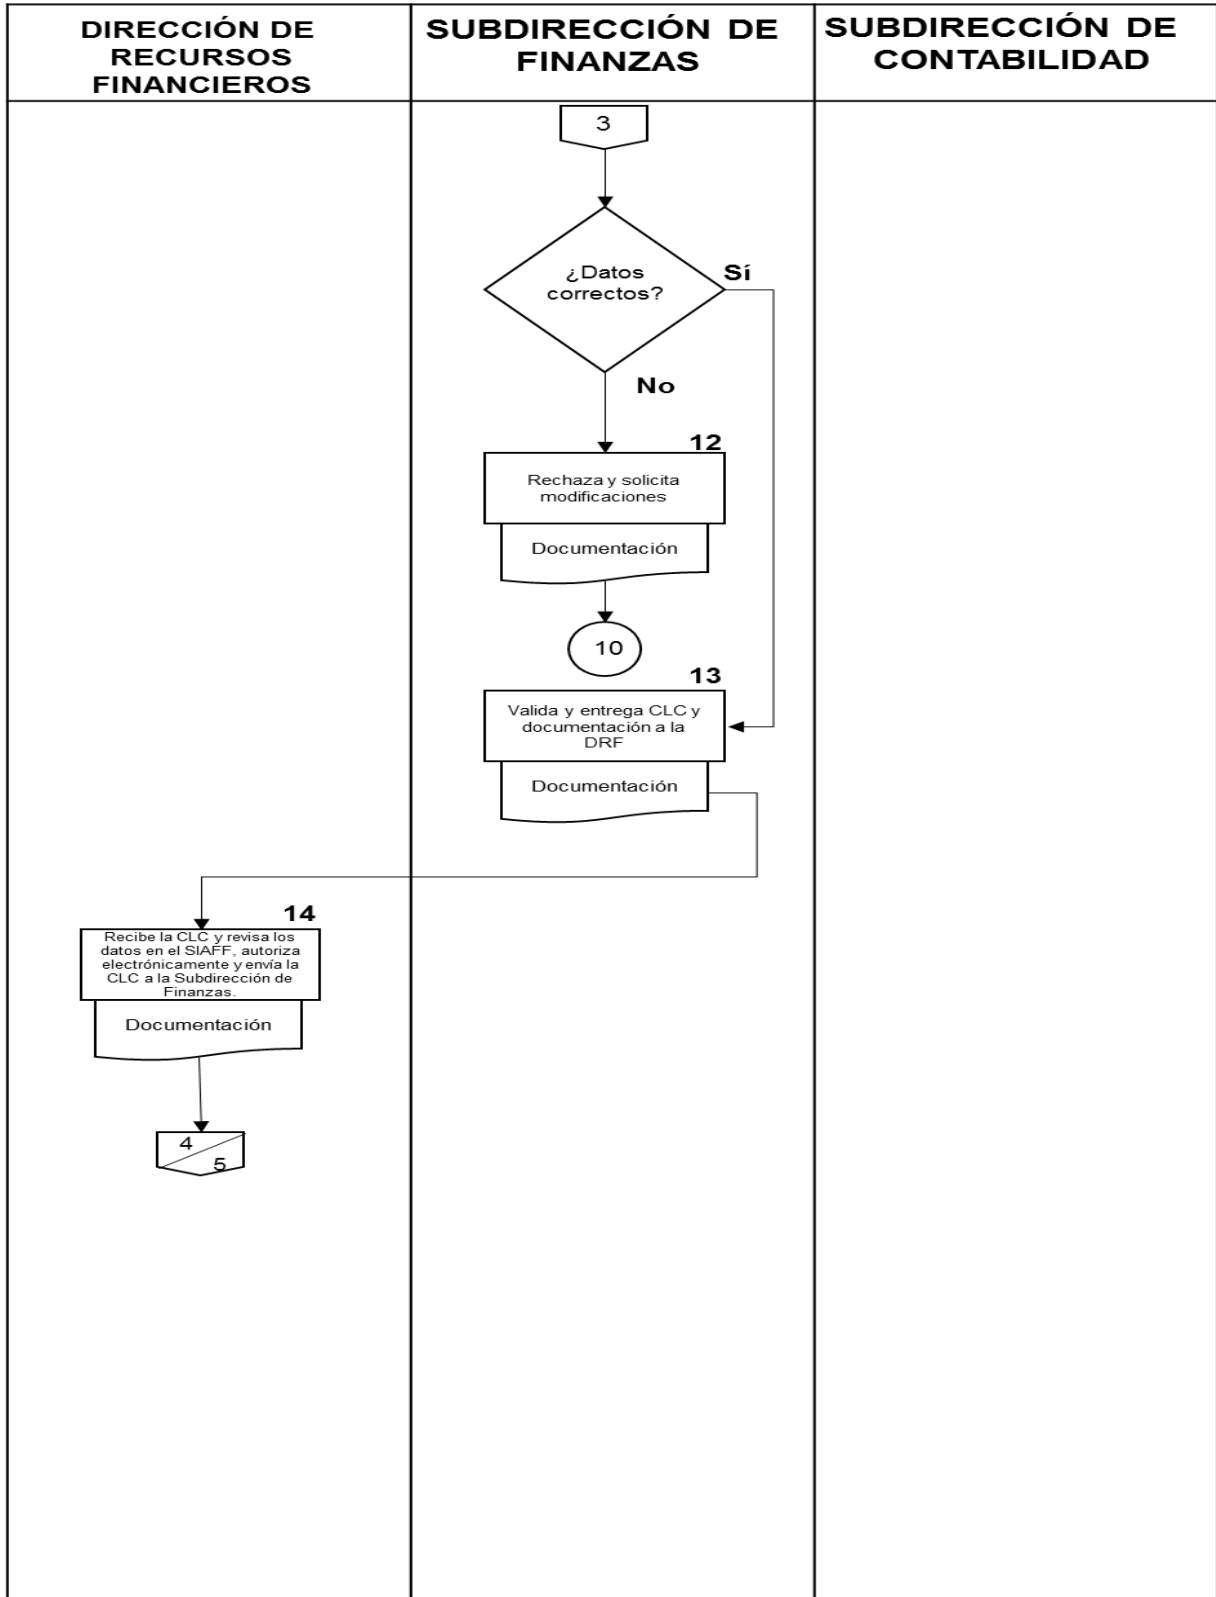 DIRECCIÓN DE
RECURSOS
FINANCIEROS
SUBDIRECCIÓN DE
FINANZAS
SUBDIRECCIÓN DE
CONTABILIDAD
3
¿Datos
correctos?
Sí
No
12
Rechaza y solicita
modificaciones
Documentación
10
13
Valida y entrega CLC y
documentación a la
DRF
Documentación
14
Recibe la CLC y revisa los
datos en el SIAFF, autoriza
electrónicamente y envía la
CLC a la Subdirección de
Finanzas.
Documentación
4
5